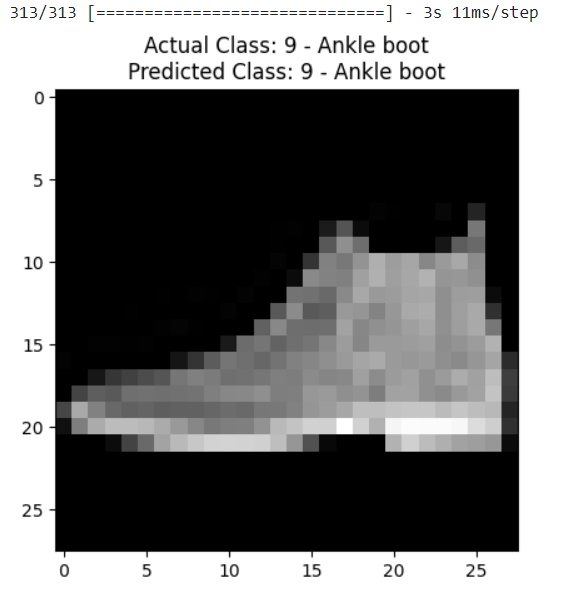 313/313 [==============================] - 3s 11ms/step
Actual Class: 9 - Ankle boot
Predicted Class: 9 - Ankle boot
0
5
10
15
20
25
0 5 10 15 20 25